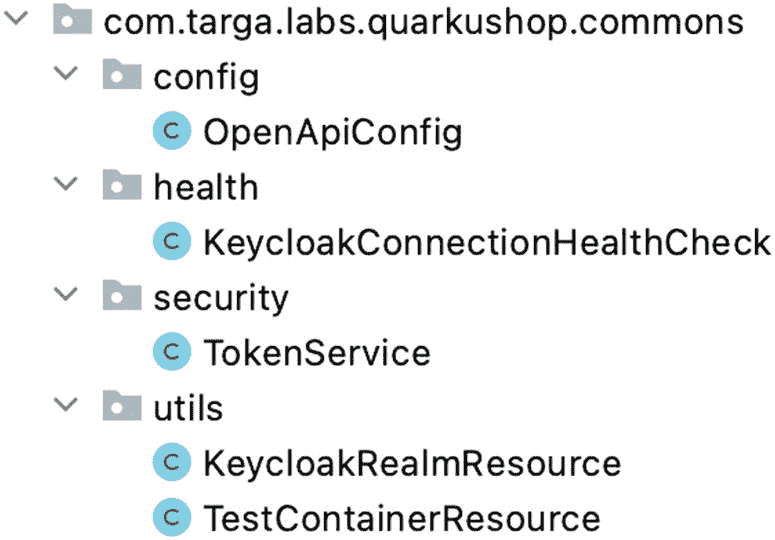 com.targa.labs.quarkushop.commons
config
C OpenApiConfig
health
C KeycloakConnectionHealthCheck
security
C TokenService
utils
C KeycloakRealmResource
C TestContainerResource